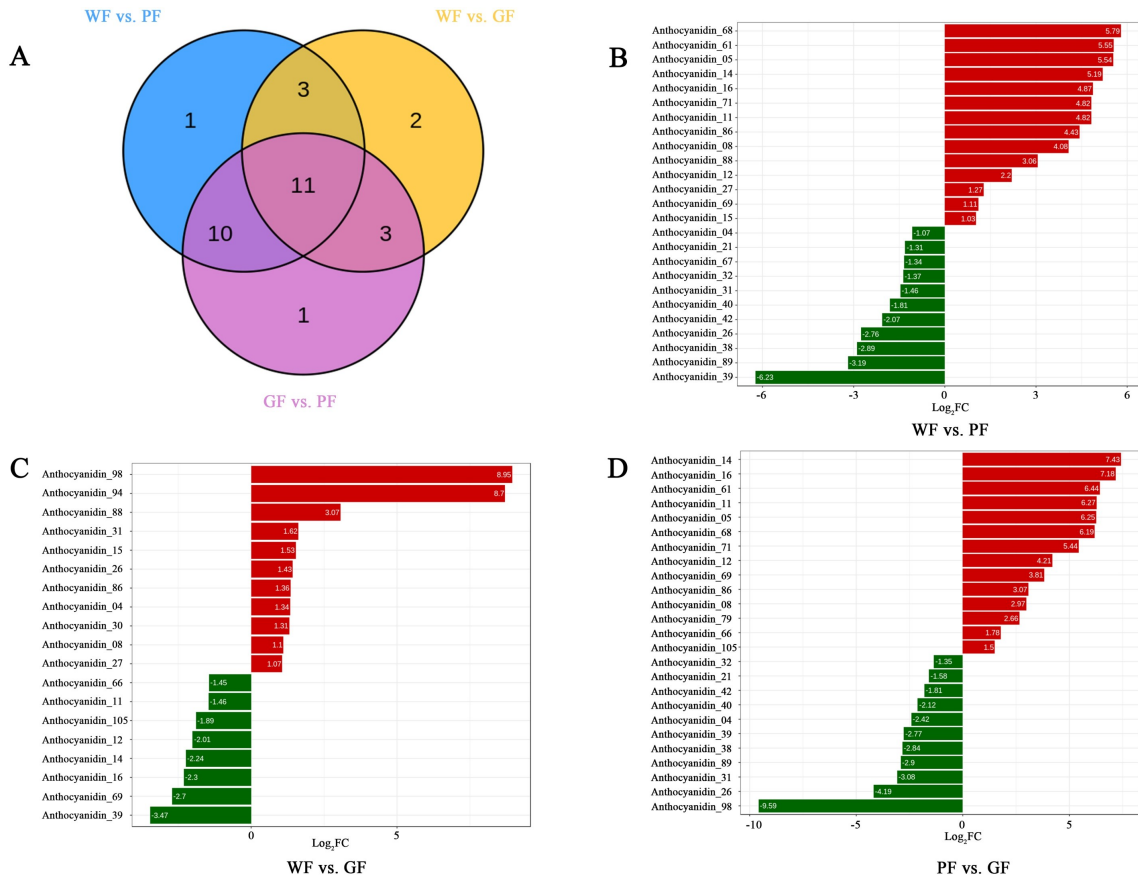 WF vs. PF
WF vs. GF
A
3
1
2
11
10
3
1
GF vs. PF
B
Anthocyanidin_68 5.79
Anthocyanidin_61 5.55
Anthocyanidin_05 5.54
Anthocyanidin_14 5.19
Anthocyanidin_16 4.87
Anthocyanidin_71 4.82
Anthocyanidin_11 4.82
Anthocyanidin_86 4.43
Anthocyanidin_08 4.08
Anthocyanidin_88 3.06
Anthocyanidin_12 2.2
Anthocyanidin_27 1.27
Anthocyanidin_69 1.11
Anthocyanidin_15 1.03
Anthocyanidin_04 -1.07
Anthocyanidin_21 -1.31
Anthocyanidin_67 -1.34
Anthocyanidin_32 -1.37
Anthocyanidin_31 -1.46
Anthocyanidin_40 -1.81
Anthocyanidin_42 -2.07
Anthocyanidin_26 -2.76
Anthocyanidin_38 -2.89
Anthocyanidin_89 -3.19
Anthocyanidin_39 -6.23
-6 -3 0 3 6
Log₂FC
WF vs. PF
C
Anthocyanidin_98 8.95
Anthocyanidin_94 8.7
Anthocyanidin_88 3.07
Anthocyanidin_31 1.62
Anthocyanidin_15 1.53
Anthocyanidin_26 1.43
Anthocyanidin_86 1.36
Anthocyanidin_04 1.34
Anthocyanidin_30 1.31
Anthocyanidin_08 1.1
Anthocyanidin_27 1.07
Anthocyanidin_66 -1.45
Anthocyanidin_11 -1.46
Anthocyanidin_105 -1.89
Anthocyanidin_12 -2.01
Anthocyanidin_14 -2.24
Anthocyanidin_16 -2.3
Anthocyanidin_69 -2.7
Anthocyanidin_39 -3.47
0 5
Log₂FC
WF vs. GF
D
Anthocyanidin_14 7.43
Anthocyanidin_16 7.18
Anthocyanidin_61 6.44
Anthocyanidin_11 6.27
Anthocyanidin_05 6.25
Anthocyanidin_68 6.19
Anthocyanidin_71 5.44
Anthocyanidin_12 4.21
Anthocyanidin_69 3.81
Anthocyanidin_86 3.07
Anthocyanidin_08 2.97
Anthocyanidin_79 2.66
Anthocyanidin_66 1.78
Anthocyanidin_105 1.5
Anthocyanidin_32 -1.35
Anthocyanidin_21 -1.58
Anthocyanidin_42 -1.81
Anthocyanidin_40 -2.12
Anthocyanidin_04 -2.42
Anthocyanidin_39 -2.77
Anthocyanidin_38 -2.84
Anthocyanidin_89 -2.9
Anthocyanidin_31 -3.08
Anthocyanidin_26 -4.19
Anthocyanidin_98 -9.59
-10 -5 0 5
Log₂FC
PF vs. GF